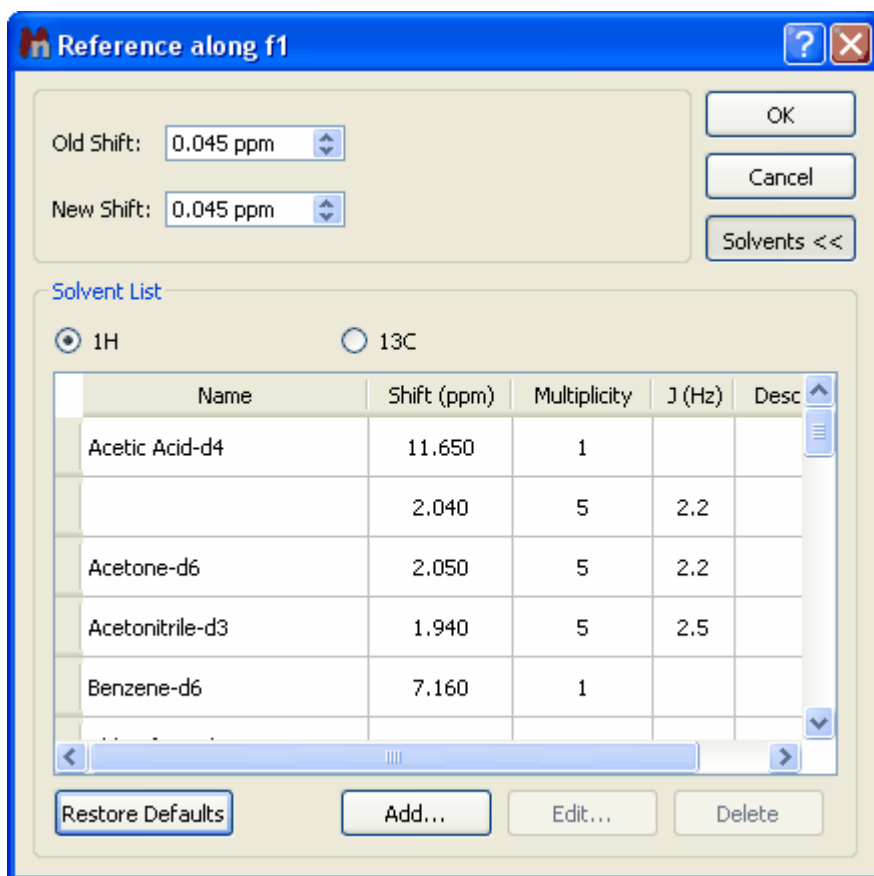 Reference along f1
OK
Old Shift: 0.045 ppm
Cancel
New Shift: 0.045 ppm
Solvents <<
Solvent List
1H 13C
Name Shift (ppm) Multiplicity J (Hz) Desc
Acetic Acid-d4 11.650 1
2.040 5 2.2
Acetone-d6 2.050 5 2.2
Acetonitrile-d3 1.940 5 2.5
Benzene-d6 7.160 1
Restore Defaults Add... Edit... Delete